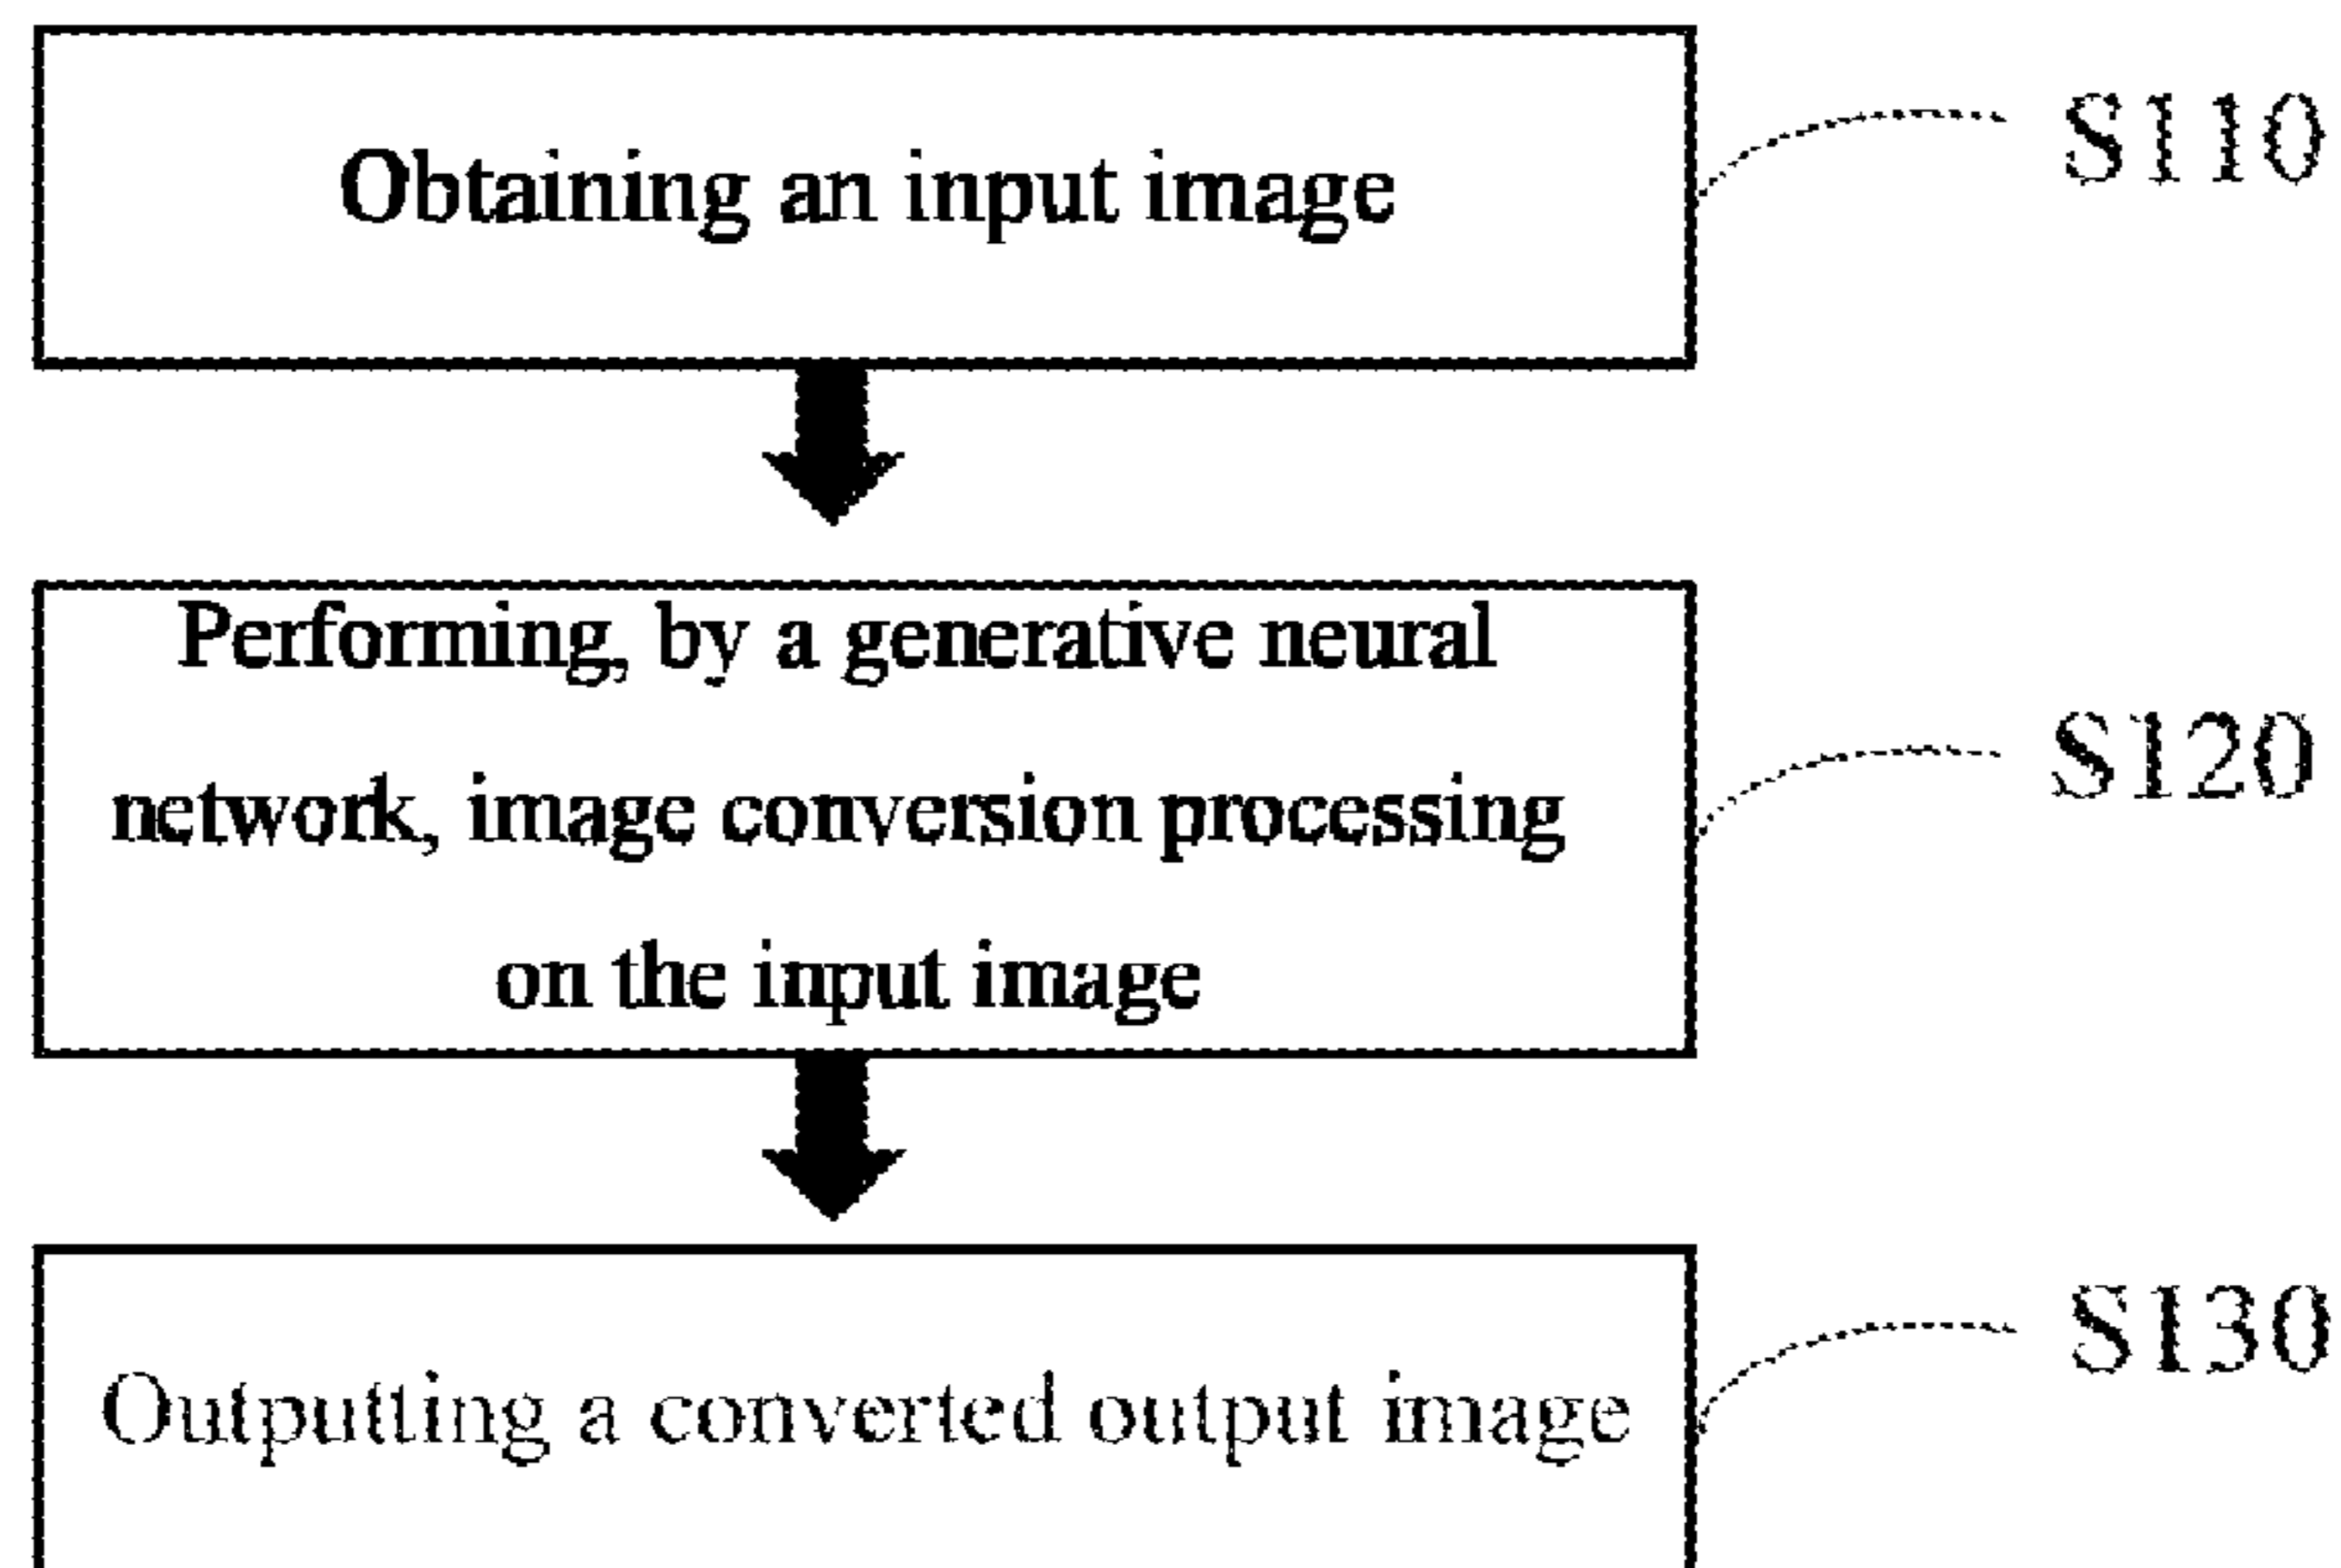 Obtaining an input image
S110
Performing, by a generative neural
network, image conversion processing
on the input image
S120
Outputting a converted output image
S130